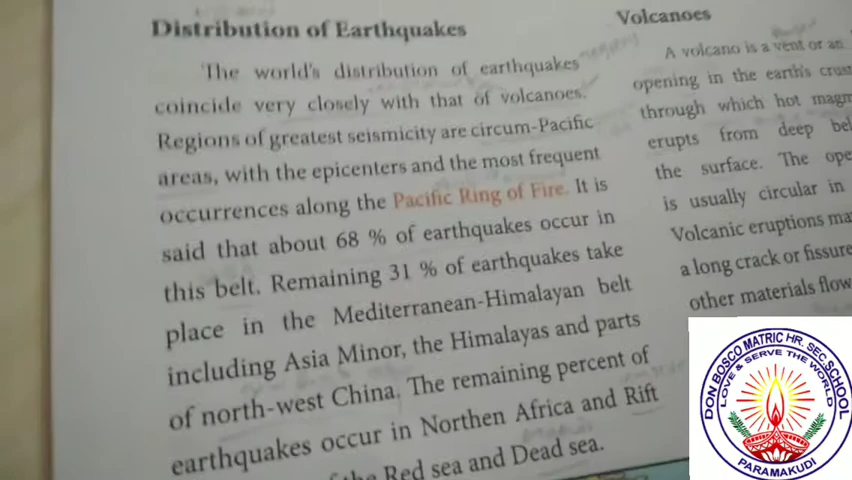 Distribution of Earthquakes
The world's distribution of earthquakes
coincide very closely with that of volcanoes.
Regions of greatest seismicity are circum-Pacific
areas, with the epicenters and the most frequent
occurrences along the Pacific Ring of Fire. It is
said that about 68 % of earthquakes occur in
this belt. Remaining 31 % of earthquakes take
place in the Mediterranean-Himalayan belt
including Asia Minor, the Himalayas and parts
of north-west China. The remaining percent of
earthquakes occur in Northen Africa and Rift
of the Red sea and Dead sea.
Volcanoes
A volcano is a vent or an
opening in the earth's crust
through which hot magm
erupts from deep bel
the surface. The ope
is usually circular in
Volcanic eruptions ma
a long crack or fissure
other materials flow
DON BOSCO MATRIC HR. SEC SCHOOL
LOVE & SERVE THE WORLD
PARAMAKUDI